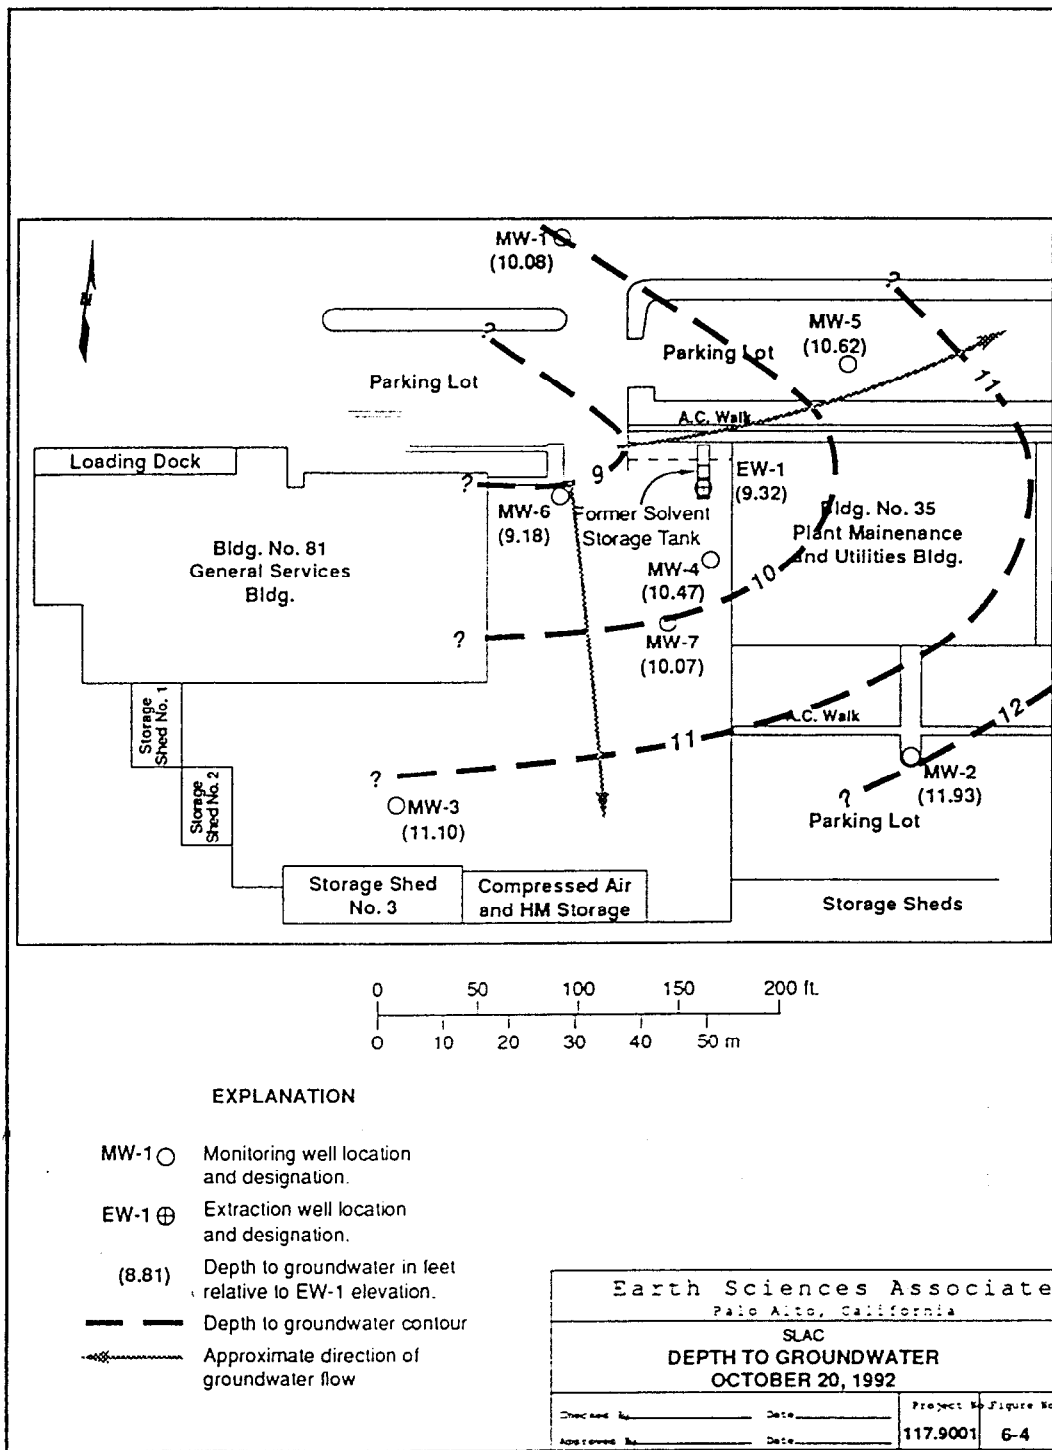 MW-1
(10.08)
N
?
?
MW-5
(10.62)
Parking Lot
Parking Lot
11
A.C. Walk
Loading Dock
9
EW-1
(9.32)
?
MW-6
(9.18)
Former Solvent
Storage Tank
Bldg. No. 35
Plant Mainenance
and Utilities Bldg.
Bldg. No. 81
General Services
Bldg.
MW-4
(10.47)
10
?
MW-7
(10.07)
Storage
Shed No. 1
11
A.C. Walk
12
?
Storage
Shed No. 2
MW-3
(11.10)
MW-2
(11.93)
?
Parking Lot
Storage Shed
No. 3
Compressed Air
and HM Storage
Storage Sheds
0 50 100 150 200 ft.
0 10 20 30 40 50 m
EXPLANATION
MW-1 Monitoring well location
and designation.
EW-1 Extraction well location
and designation.
(8.81) Depth to groundwater in feet
relative to EW-1 elevation.
Depth to groundwater contour
Approximate direction of
groundwater flow
Earth Sciences Associate
Palo Alto, California
SLAC
DEPTH TO GROUNDWATER
OCTOBER 20, 1992
Checked by Date
Approved by Date
Project No Figure No
117.9001 6-4